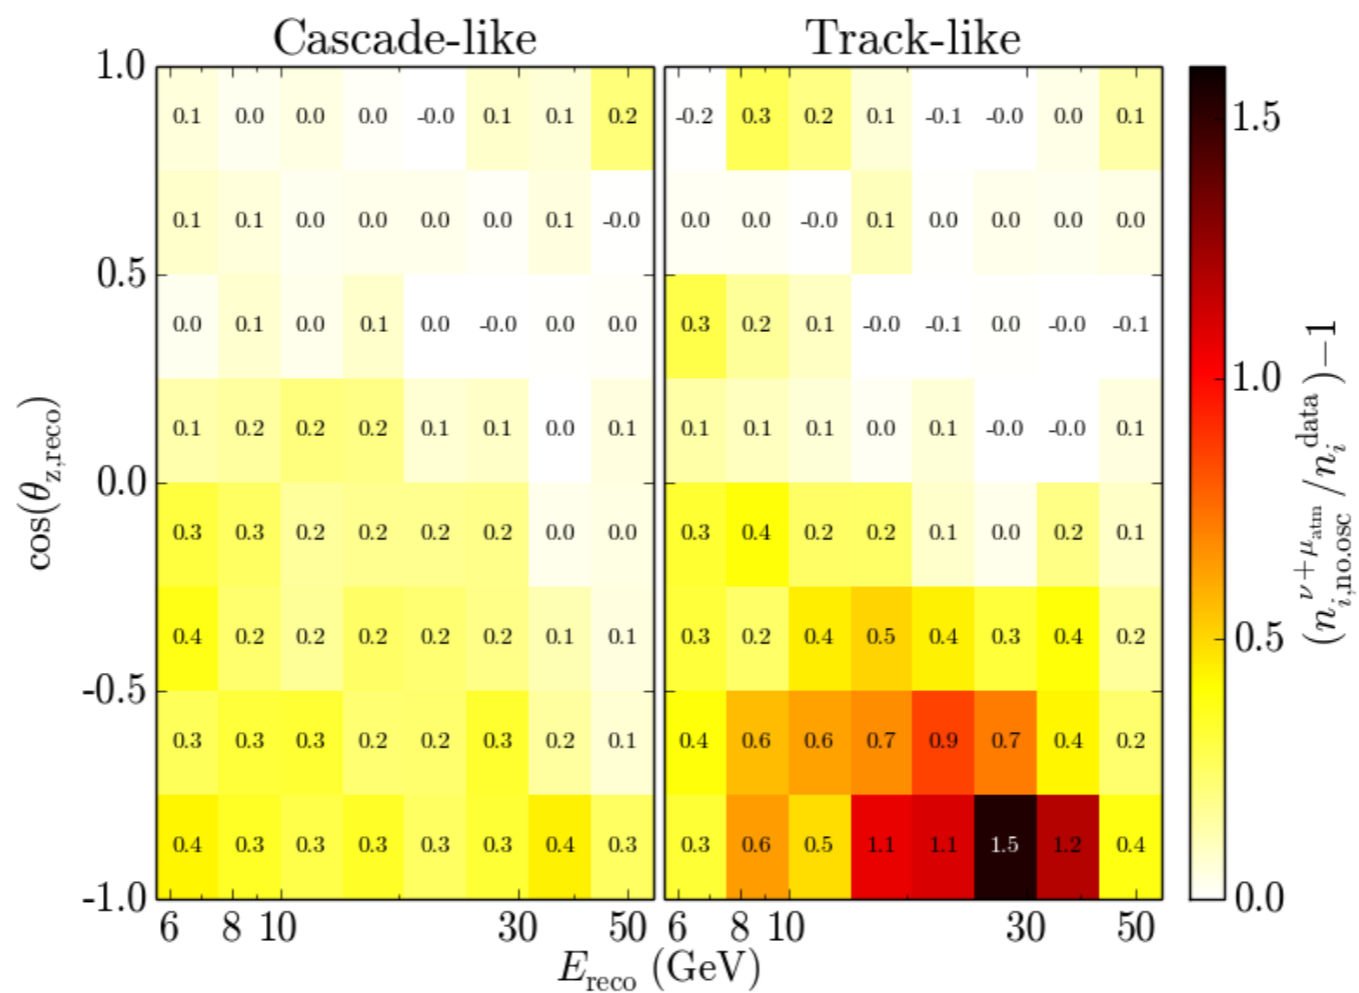 Cascade-like Track-like
1.0
0.1 0.0 0.0 0.0 -0.0 0.1 0.1 0.2 -0.2 0.3 0.2 0.1 -0.1 -0.0 0.0 0.1
1.5
0.1 0.1 0.0 0.0 0.0 0.0 0.1 -0.0 0.0 0.0 -0.0 0.1 0.0 0.0 0.0 0.0
0.5
0.0 0.1 0.0 0.1 0.0 -0.0 0.0 0.0 0.3 0.2 0.1 -0.0 -0.1 0.0 -0.0 -0.1
1.0
0.1 0.2 0.2 0.2 0.1 0.1 0.0 0.1 0.1 0.1 0.1 0.0 0.1 -0.0 -0.0 0.1
0.0
0.3 0.3 0.2 0.2 0.2 0.2 0.0 0.0 0.3 0.4 0.2 0.2 0.1 0.0 0.2 0.1
0.4 0.2 0.2 0.2 0.2 0.2 0.1 0.1 0.3 0.2 0.4 0.5 0.4 0.3 0.4 0.2
0.5
-0.5
0.3 0.3 0.3 0.2 0.2 0.3 0.2 0.1 0.4 0.6 0.6 0.7 0.9 0.7 0.4 0.2
0.4 0.3 0.3 0.3 0.3 0.3 0.4 0.3 0.3 0.6 0.5 1.1 1.1 1.5 1.2 0.4
-1.0
0.0
6 8 10 30 50 6 8 10 30 50
E_reco (GeV)
cos(θ_z,reco)
(n_{i,no.osc}^{ν+μ_atm} /n_i^{data})−1